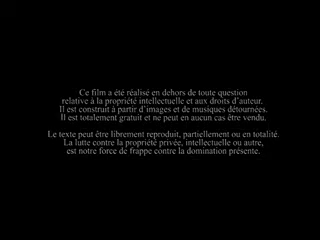 Ce film a été réalisé en dehors de toute question
relative à la propriété intellectuelle et aux droits d'auteur.
Il est construit à partir d'images et de musiques détournées.
Il est totalement gratuit et ne peut en aucun cas être vendu.
Le texte peut être librement reproduit, partiellement ou en totalité.
La lutte contre la propriété privée, intellectuelle ou autre,
est notre force de frappe contre la domination présente.